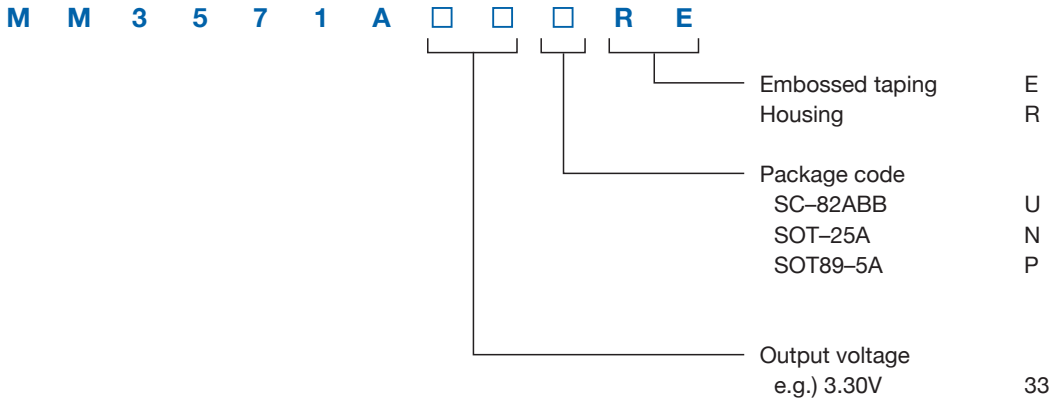 M M 3 5 7 1 A □ □ □ R E
Embossed taping E
Housing R
Package code
SC–82ABB U
SOT–25A N
SOT89–5A P
Output voltage
e.g.) 3.30V 33